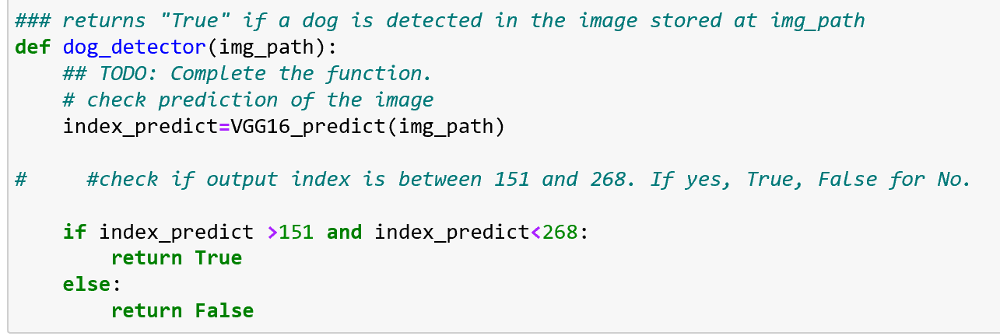 ### returns "True" if a dog is detected in the image stored at img_path
def dog_detector(img_path):
    ## TODO: Complete the function.
    # check prediction of the image
    index_predict=VGG16_predict(img_path)

#     #check if output index is between 151 and 268. If yes, True, False for No.

    if index_predict >151 and index_predict<268:
        return True
    else:
        return False